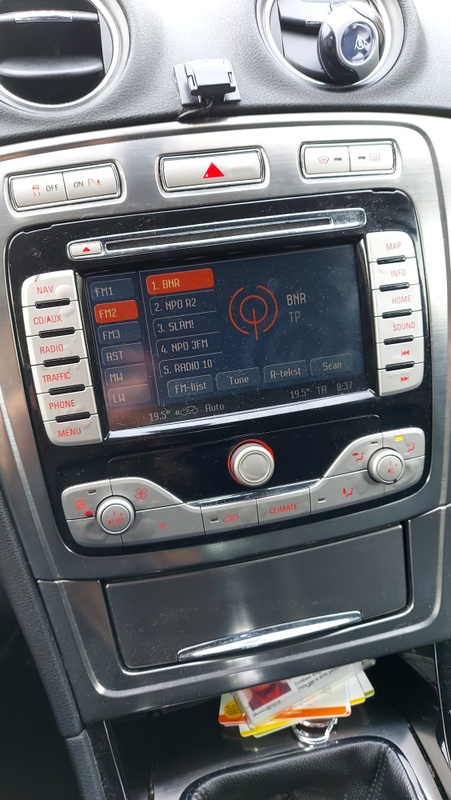 OFF
ON P
MAP
NAV
INFO
CD/AUX
HOME
RADIO
SOUND
TRAFFIC
PHONE
MENU
FM1
FM2
FM3
AST
MW
LW
1. BNR
2. NPO R2
3. SLAM!
4. NPO 3FM
5. RADIO 10
BNR
TP
FM-lijst
Tune
R-tekst
Scan
19.5° Auto
19.5° TA 8:37
AUTO
CLIMATE